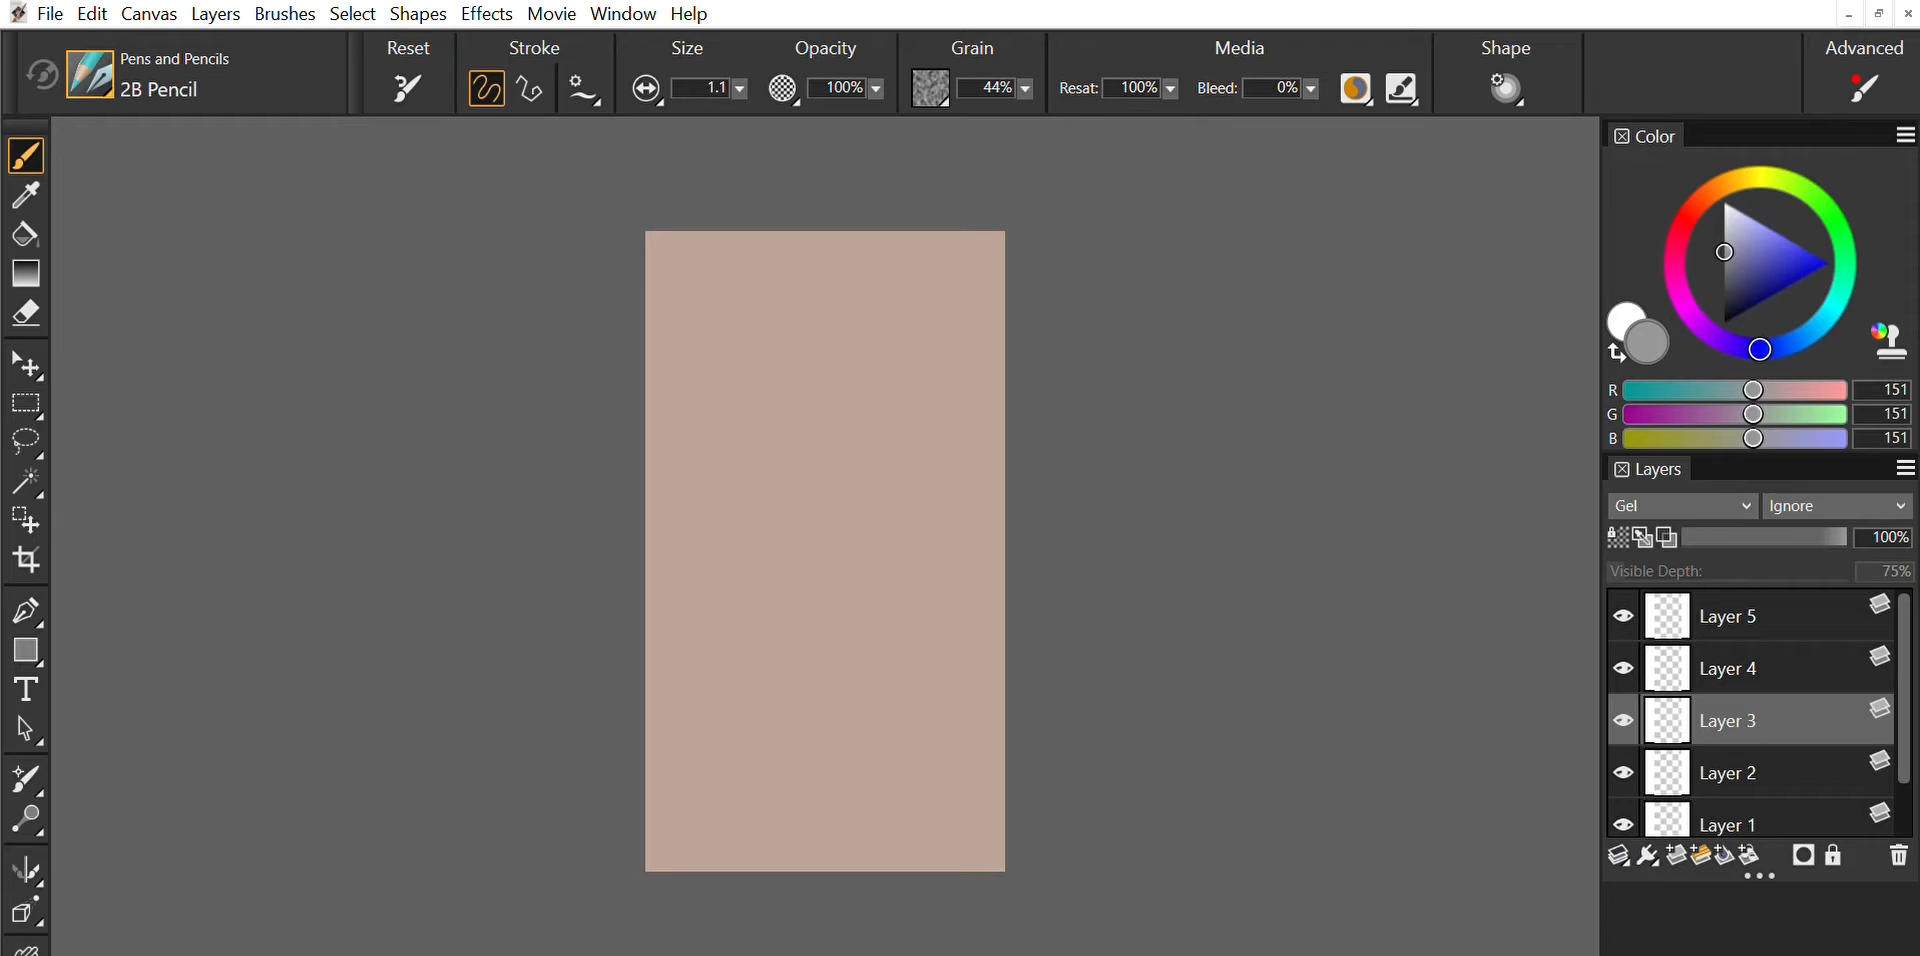 File Edit Canvas Layers Brushes Select Shapes Effects Movie Window Help
Pens and Pencils
2B Pencil
Reset
Stroke
Size
1.1
Opacity
100%
Grain
44%
Media
Resat: 100% Bleed: 0%
Shape
Advanced
Color
R 151
G 151
B 151
Layers
Gel Ignore
100%
Visible Depth: 75%
Layer 5
Layer 4
Layer 3
Layer 2
Layer 1
T